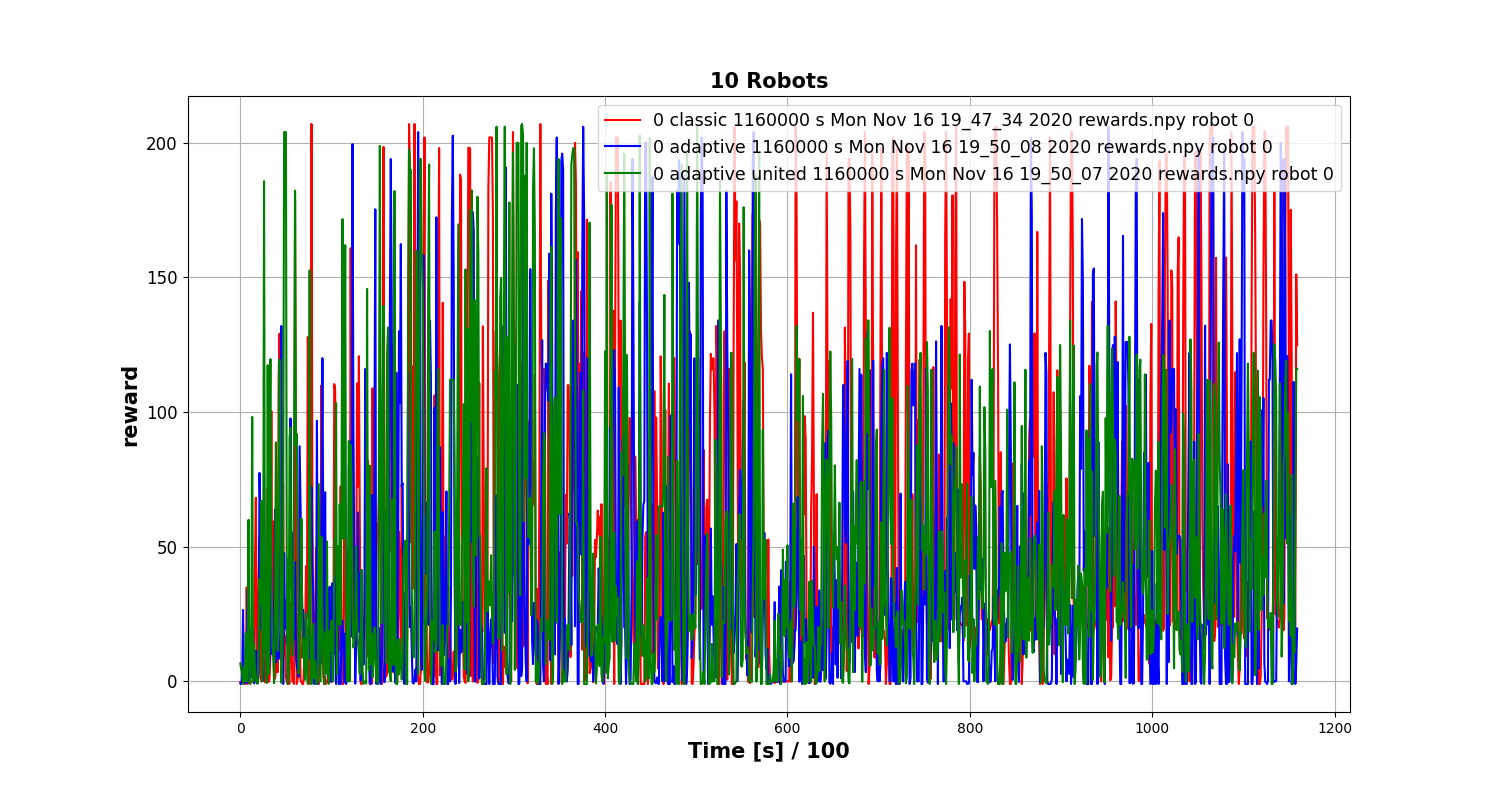 10 Robots
0 classic 1160000 s Mon Nov 16 19_47_34 2020 rewards.npy robot 0
0 adaptive 1160000 s Mon Nov 16 19_50_08 2020 rewards.npy robot 0
0 adaptive united 1160000 s Mon Nov 16 19_50_07 2020 rewards.npy robot 0
200
150
100
50
0
reward
0 200 400 600 800 1000 1200
Time [s] / 100